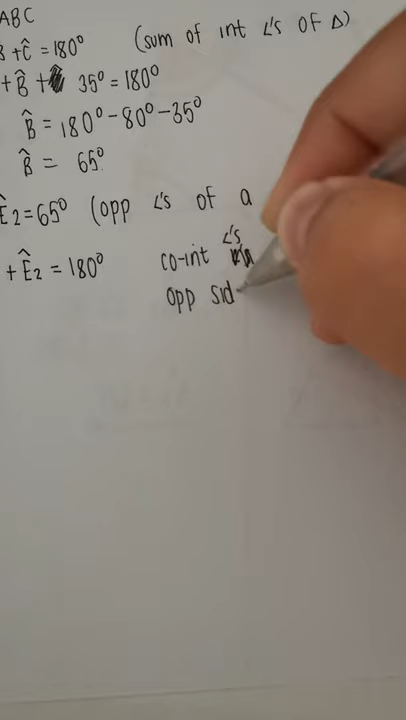 ABC
B̂ + Ĉ = 180° (sum of int ∠'s of Δ)
+ B̂ + 35° = 180°
B̂ = 180° - 80° - 35°
B̂ = 65°
Ê2 = 65° (opp ∠'s of a
+ Ê2 = 180° co-int ∠'s
opp sid